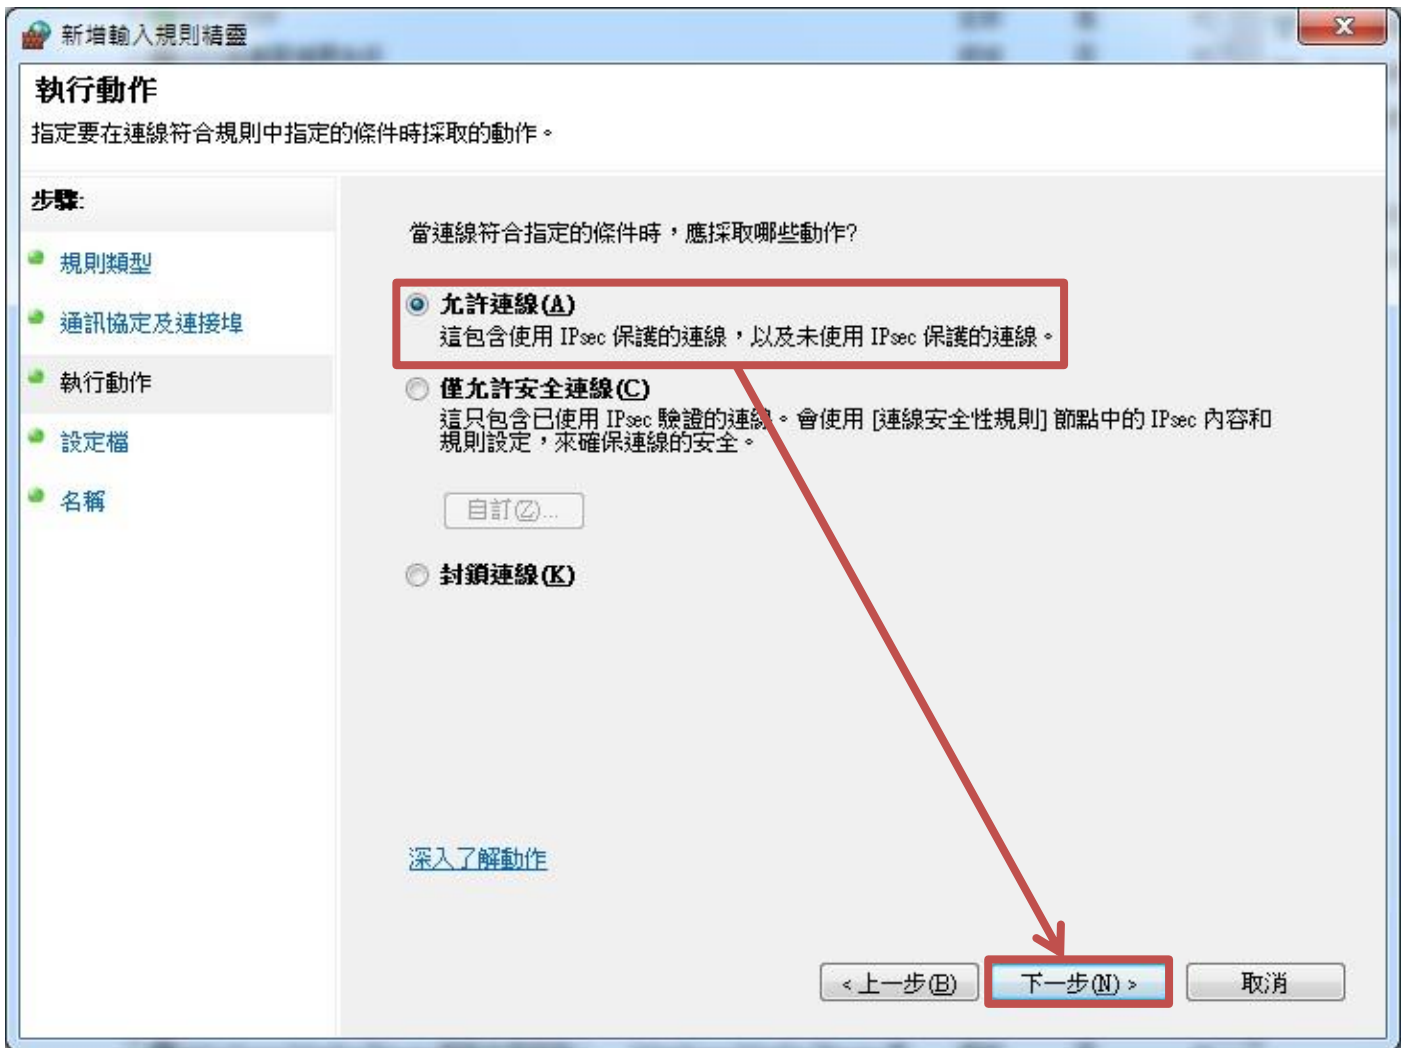 新增輸入規則精靈
執行動作
指定要在連線符合規則中指定的條件時採取的動作。
步驟:
規則類型
通訊協定及連接埠
執行動作
設定檔
名稱
當連線符合指定的條件時，應採取哪些動作?
允許連線(A)
這包含使用 IPsec 保護的連線，以及未使用 IPsec 保護的連線。
僅允許安全連線(C)
這只包含已使用 IPsec 驗證的連線。會使用 [連線安全性規則] 節點中的 IPsec 內容和
規則設定，來確保連線的安全。
自訂(Z)...
封鎖連線(K)
深入了解動作
<上一步(B)
下一步(N) >
取消